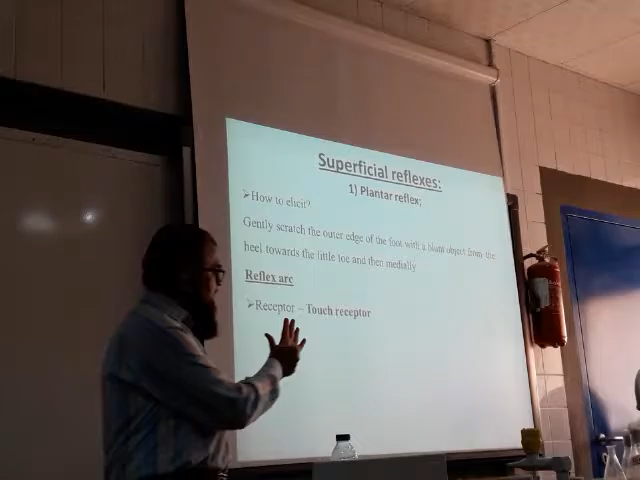 Superficial reflexes:
1) Plantar reflex:
➢How to elicit?
Gently scratch the outer edge of the foot with a blunt object from the
heel towards the little toe and then medially
Reflex arc
➢Receptor – Touch receptor